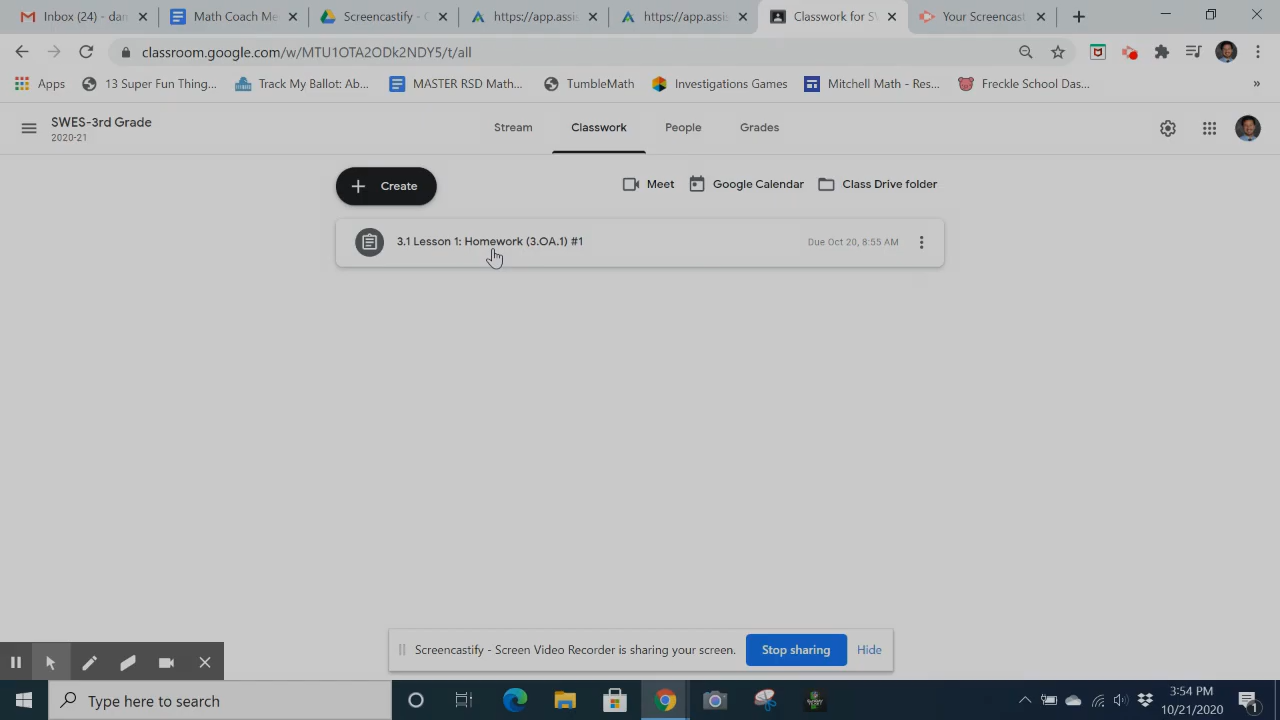 Inbox (24) - dan
Math Coach Me
Screencastify - C
https://app.assis
https://app.assis
Classwork for SW
Your Screencast
classroom.google.com/w/MTU1OTA2ODk2NDY5/t/all
Apps
13 Super Fun Thing...
Track My Ballot: Ab...
MASTER RSD Math...
TumbleMath
Investigations Games
Mitchell Math - Res...
Freckle School Das...
SWES-3rd Grade
2020-21
Stream
Classwork
People
Grades
Create
Meet
Google Calendar
Class Drive folder
3.1 Lesson 1: Homework (3.OA.1) #1
Due Oct 20, 8:55 AM
Screencastify - Screen Video Recorder is sharing your screen.
Stop sharing
Hide
Type here to search
3:54 PM
10/21/2020
1